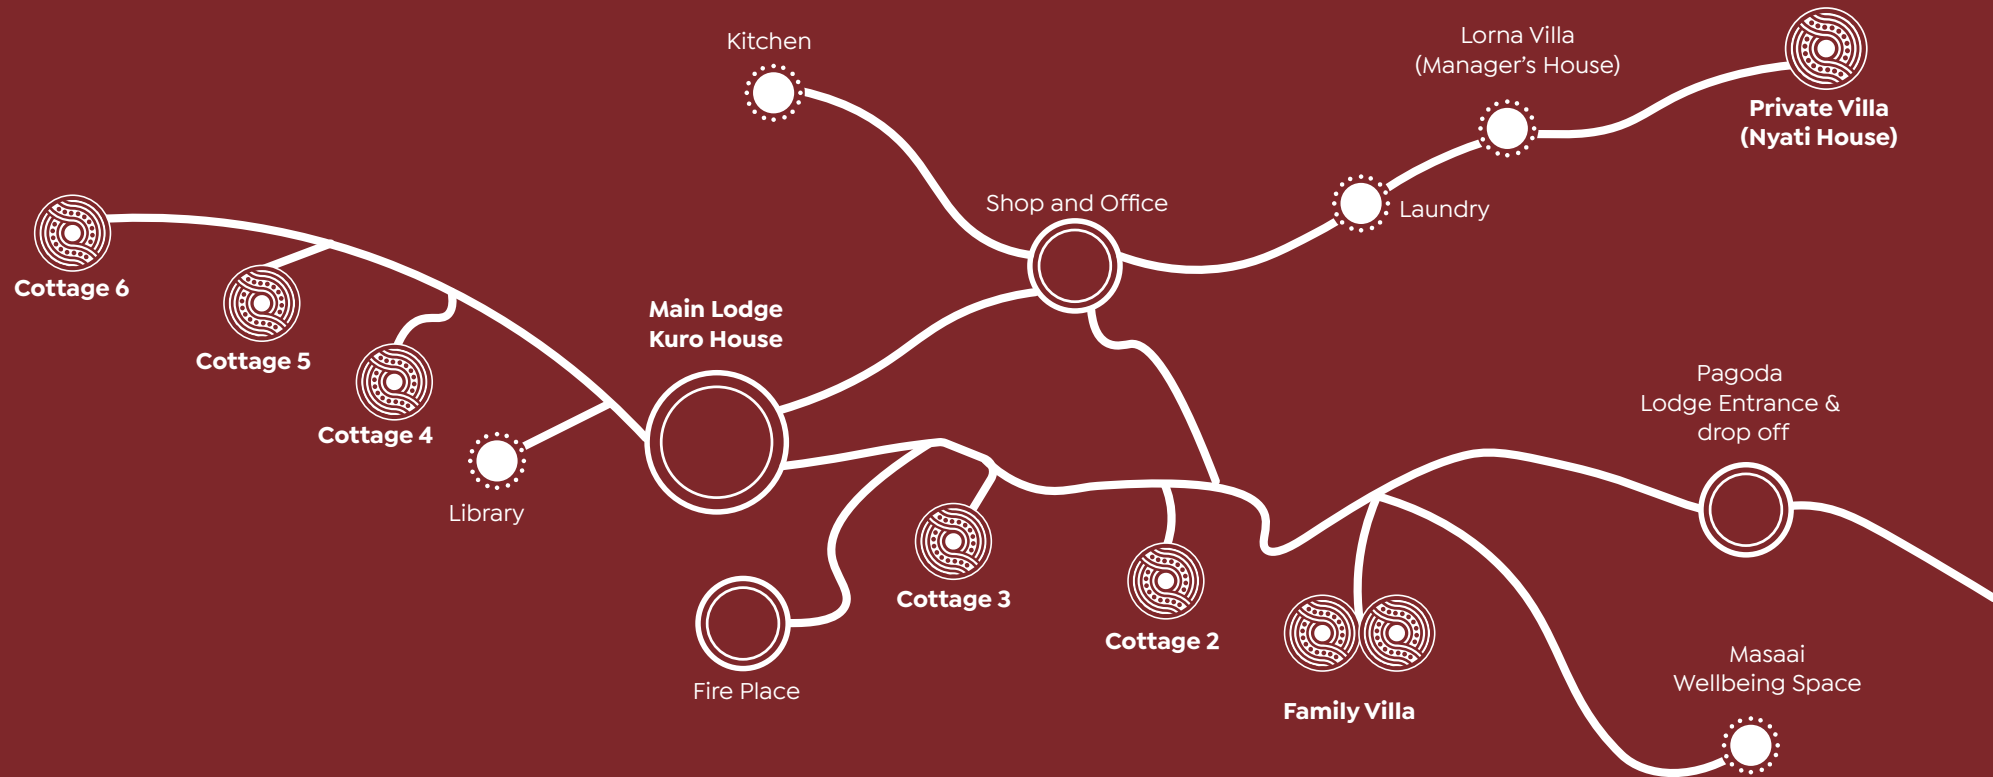 Kitchen
Lorna Villa
(Manager’s House)
Private Villa
(Nyati House)
Shop and Office
Laundry
Cottage 6
Main Lodge
Kuro House
Cottage 5
Pagoda
Lodge Entrance &
drop off
Cottage 4
Library
Cottage 3
Cottage 2
Masaai
Wellbeing Space
Fire Place
Family Villa